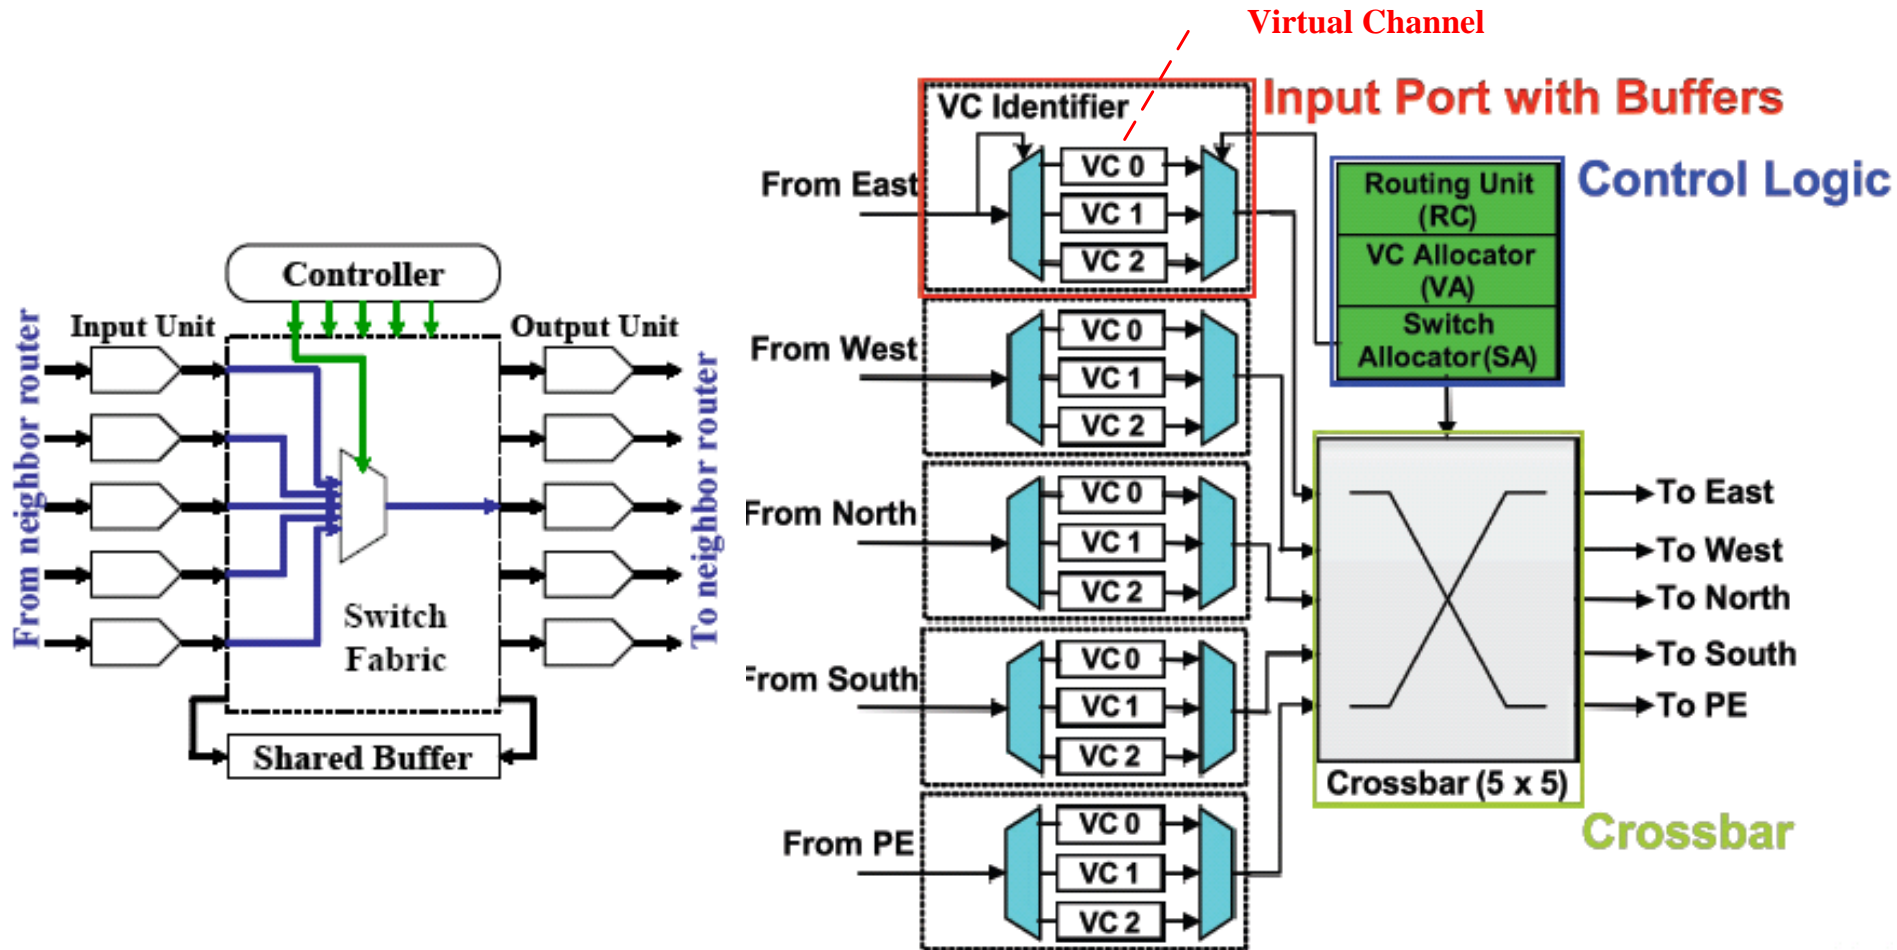 Virtual Channel
Controller
Input Unit
Output Unit
From neighbor router
To neighbor router
Switch
Fabric
Shared Buffer
Input Port with Buffers
VC Identifier
From East
VC 0
VC 1
VC 2
From West
VC 0
VC 1
VC 2
From North
VC 0
VC 1
VC 2
From South
VC 0
VC 1
VC 2
From PE
VC 0
VC 1
VC 2
Control Logic
Routing Unit
(RC)
VC Allocator
(VA)
Switch
Allocator(SA)
To East
To West
To North
To South
To PE
Crossbar (5 x 5)
Crossbar